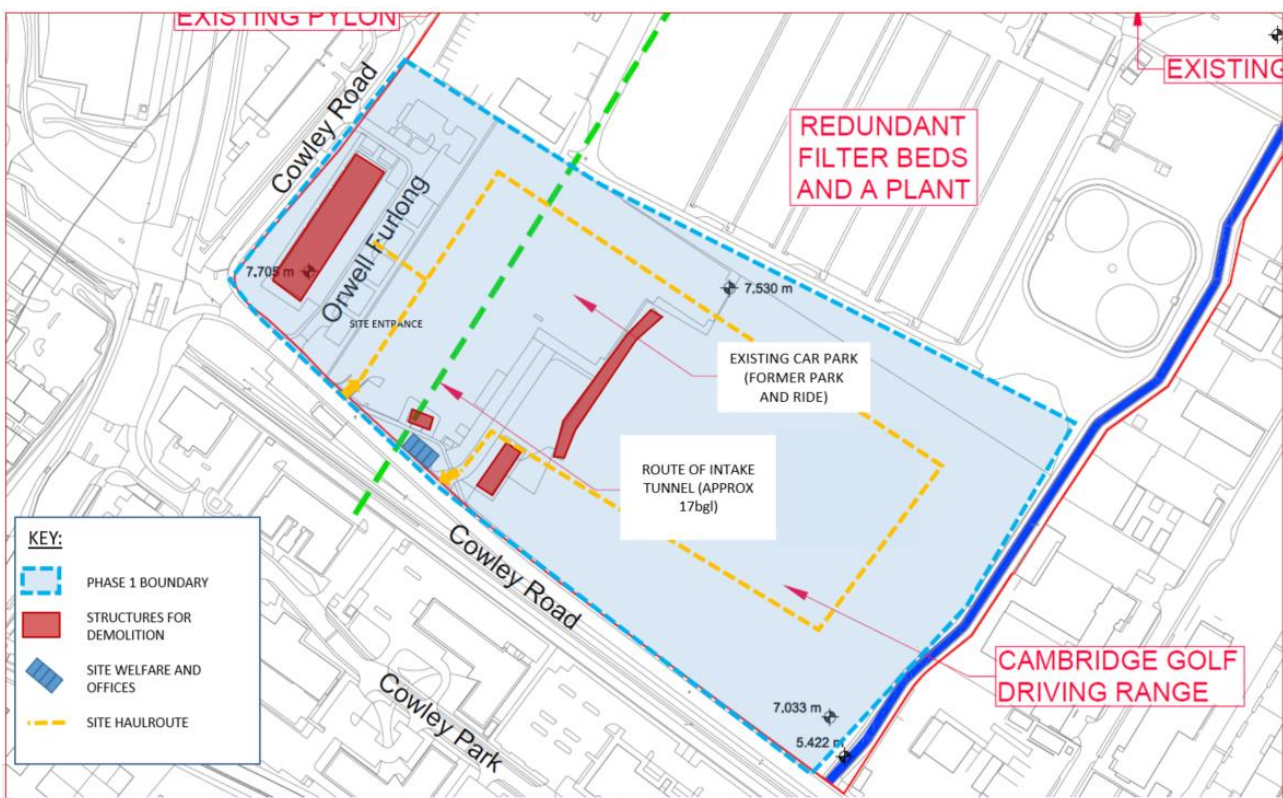 EXISTING PYLON
EXISTING
Cowley Road
REDUNDANT
FILTER BEDS
AND A PLANT
Orwell Furlong
7.705 m
7.530 m
SITE ENTRANCE
EXISTING CAR PARK
(FORMER PARK
AND RIDE)
ROUTE OF INTAKE
TUNNEL (APPROX
17bgl)
Cowley Road
CAMBRIDGE GOLF
DRIVING RANGE
7.033 m
5.422 m
Cowley Park
KEY:
PHASE 1 BOUNDARY
STRUCTURES FOR
DEMOLITION
SITE WELFARE AND
OFFICES
SITE HAULROUTE